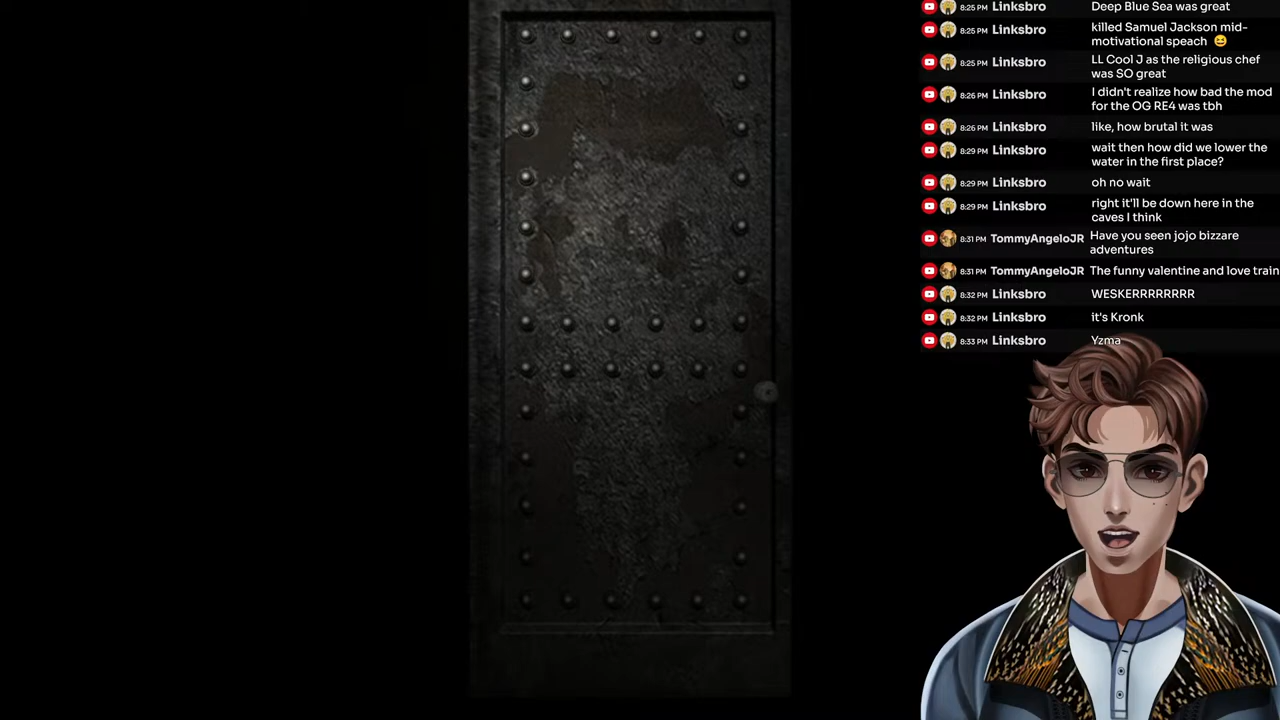 8:25 PM Linksbro Deep Blue Sea was great
8:25 PM Linksbro killed Samuel Jackson mid-
motivational speach 😆
8:25 PM Linksbro LL Cool J as the religious chef
was SO great
8:26 PM Linksbro I didn't realize how bad the mod
for the OG RE4 was tbh
8:26 PM Linksbro like, how brutal it was
8:29 PM Linksbro wait then how did we lower the
water in the first place?
8:29 PM Linksbro oh no wait
8:29 PM Linksbro right it'll be down here in the
caves I think
8:31 PM TommyAngeloJR Have you seen jojo bizzare
adventures
8:31 PM TommyAngeloJR The funny valentine and love train
8:32 PM Linksbro WESKERRRRRRRR
8:32 PM Linksbro it's Kronk
8:33 PM Linksbro Yzma